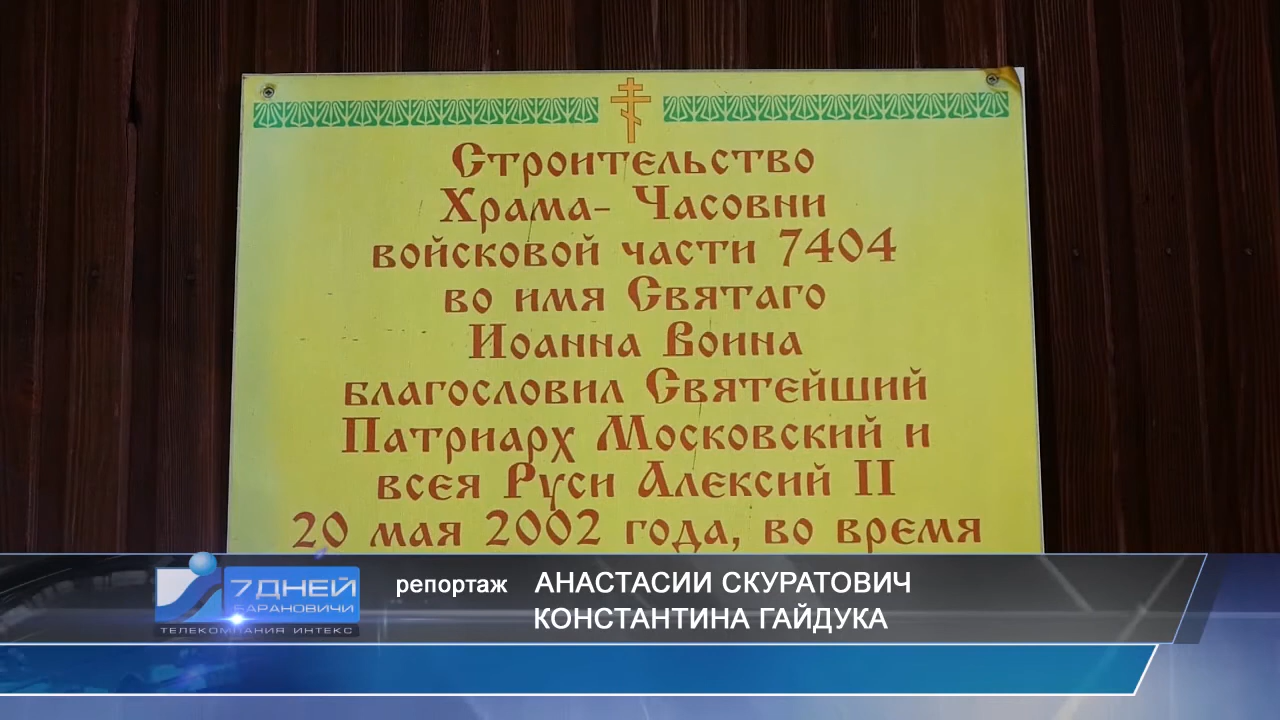 Строительство
Храма- Часовни
войсковой части 7404
во имя Святаго
Иоанна Воина
благословил Святейший
Патриарх Московский и
всея Руси Алексий II
20 мая 2002 года, во время
7 ДНЕЙ
БАРАНОВИЧИ
ТЕЛЕКОМПАНИЯ ИНТЕКС
репортаж АНАСТАСИИ СКУРАТОВИЧ
КОНСТАНТИНА ГАЙДУКА